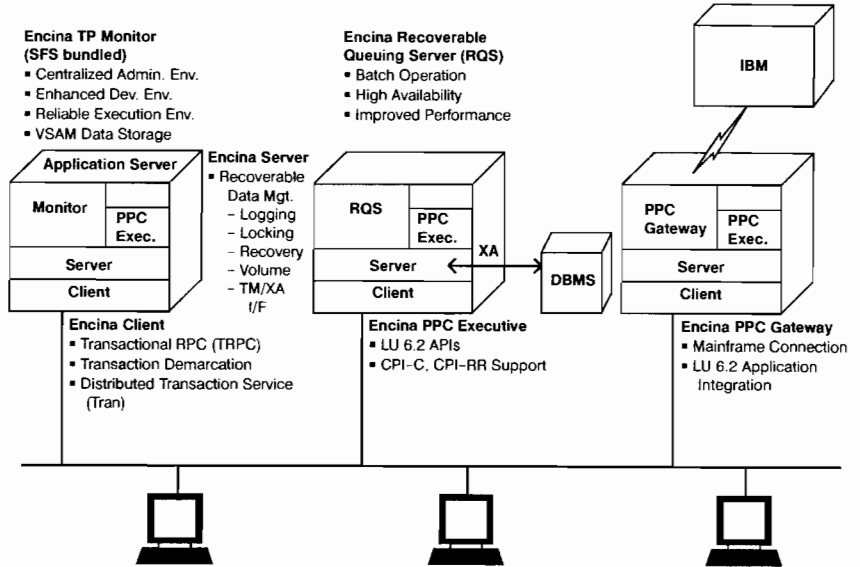 Encina TP Monitor
(SFS bundled)
▪ Centralized Admin. Env.
▪ Enhanced Dev. Env.
▪ Reliable Execution Env.
▪ VSAM Data Storage
Encina Recoverable
Queuing Server (RQS)
▪ Batch Operation
▪ High Availability
▪ Improved Performance
IBM
Application Server
Monitor
PPC
Exec.
Server
Client
Encina Server
▪ Recoverable
Data Mgt.
– Logging
– Locking
– Recovery
– Volume
– TM/XA
I/F
RQS
PPC
Exec.
Server
Client
XA
DBMS
PPC
Gateway
PPC
Exec.
Server
Client
Encina Client
▪ Transactional RPC (TRPC)
▪ Transaction Demarcation
▪ Distributed Transaction Service
(Tran)
Encina PPC Executive
▪ LU 6.2 APIs
▪ CPI–C, CPI–RR Support
Encina PPC Gateway
▪ Mainframe Connection
▪ LU 6.2 Application
Integration